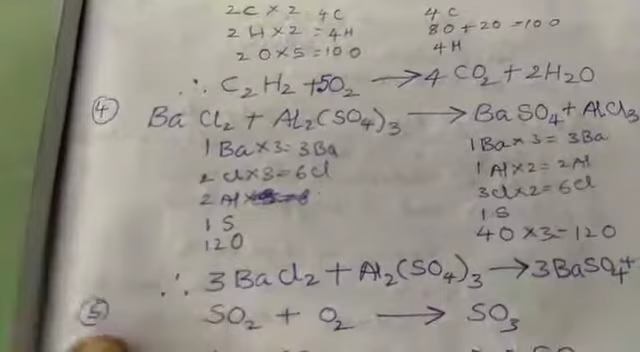 2C×2 4C 4C
2H×2=4H 8O+2O=10O
2O×5=10O 4H
∴ C2H2+5O2 → 4CO2+2H2O
④ BaCl2 + Al2(SO4)3 → BaSO4+AlCl3
1Ba×3=3Ba 1Ba×3=3Ba
2Cl×3=6Cl 1Al×2=2Al
2Al 3Cl×2=6Cl
1S 1S
12O 4O×3=12O
∴ 3BaCl2+Al2(SO4)3→3BaSO4+
⑤ SO2 + O2 → SO3